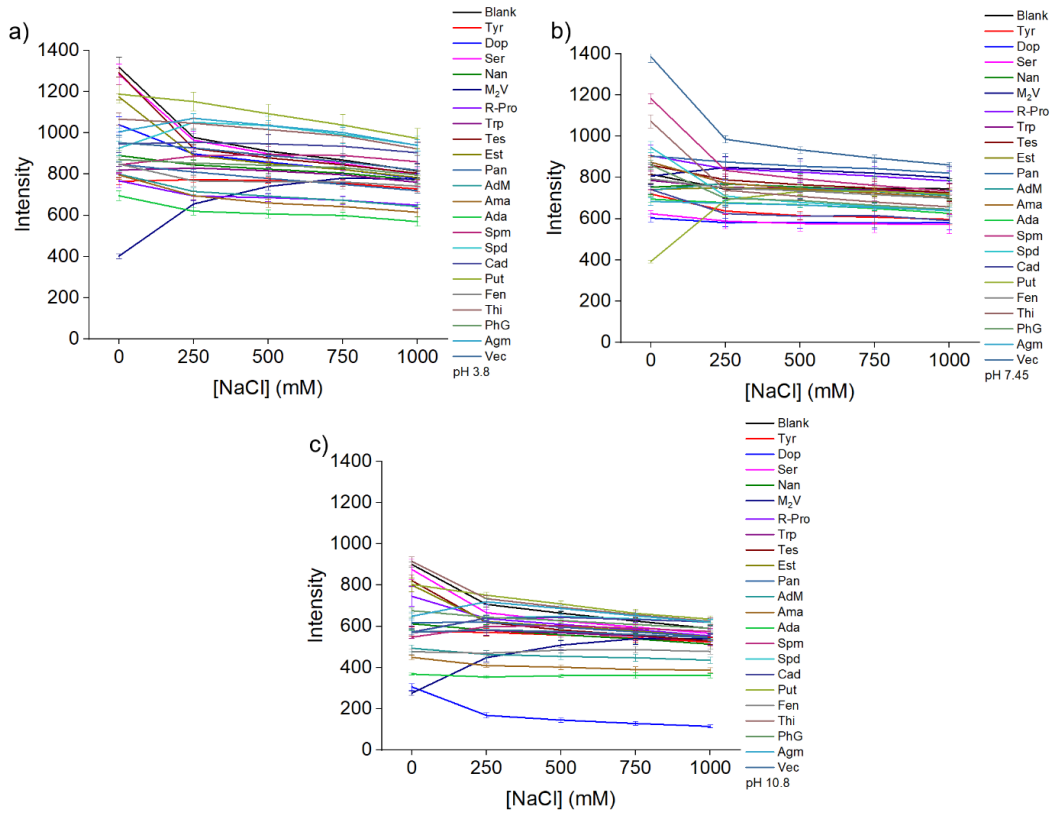 a)
Intensity
1400
1200
1000
800
600
400
200
0
0 250 500 750 1000
[NaCl] (mM)
Blank
Tyr
Dop
Ser
Nan
M₂V
R-Pro
Trp
Tes
Est
Pan
AdM
Ama
Ada
Spm
Spd
Cad
Put
Fen
Thi
PhG
Agm
Vec
pH 3.8
b)
Intensity
1400
1200
1000
800
600
400
200
0
0 250 500 750 1000
[NaCl] (mM)
Blank
Tyr
Dop
Ser
Nan
M₂V
R-Pro
Trp
Tes
Est
Pan
AdM
Ama
Ada
Spm
Spd
Cad
Put
Fen
Thi
PhG
Agm
Vec
pH 7.45
c)
Intensity
1400
1200
1000
800
600
400
200
0
0 250 500 750 1000
[NaCl] (mM)
Blank
Tyr
Dop
Ser
Nan
M₂V
R-Pro
Trp
Tes
Est
Pan
AdM
Ama
Ada
Spm
Spd
Cad
Put
Fen
Thi
PhG
Agm
Vec
pH 10.8